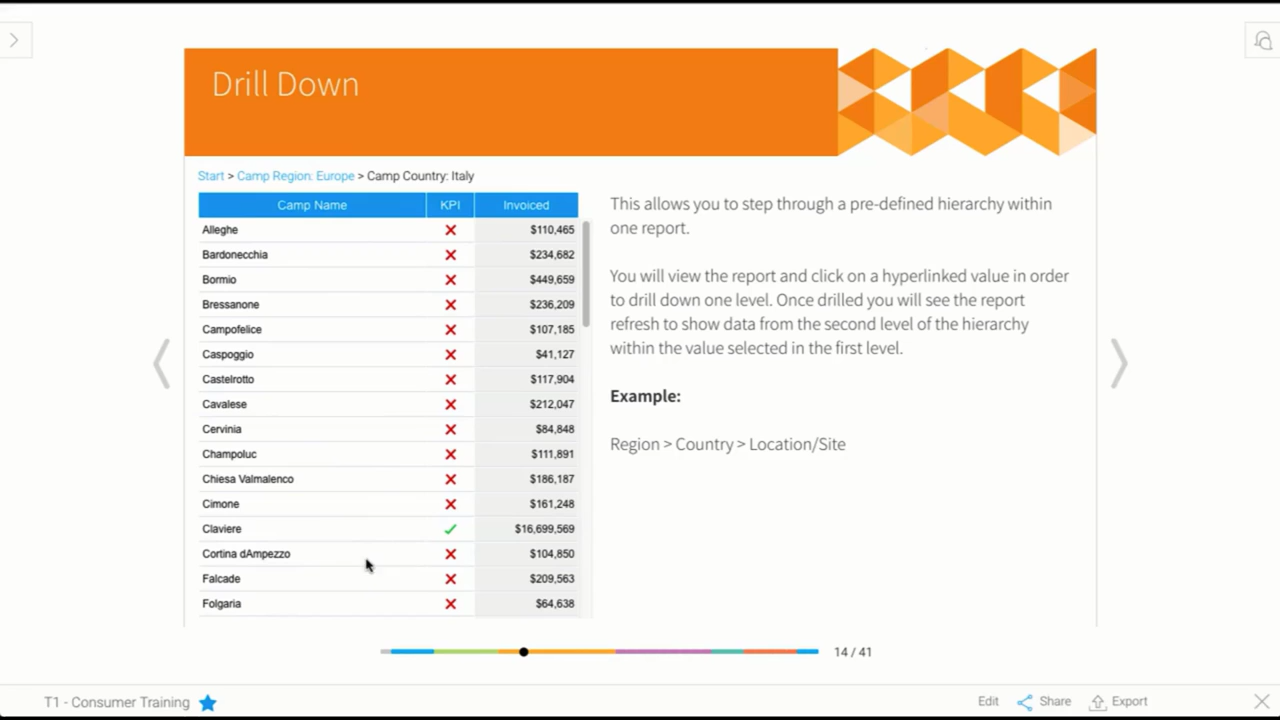 Drill Down
Start > Camp Region: Europe > Camp Country: Italy
Camp Name KPI Invoiced
Alleghe $110,465
Bardonecchia $234,682
Bormio $449,659
Bressanone $236,209
Campofelice $107,185
Caspoggio $41,127
Castelrotto $117,904
Cavalese $212,047
Cervinia $84,848
Champoluc $111,891
Chiesa Valmalenco $186,187
Cimone $161,248
Claviere $16,699,569
Cortina dAmpezzo $104,850
Falcade $209,563
Folgaria $64,638
This allows you to step through a pre-defined hierarchy within
one report.
You will view the report and click on a hyperlinked value in order
to drill down one level. Once drilled you will see the report
refresh to show data from the second level of the hierarchy
within the value selected in the first level.
Example:
Region > Country > Location/Site
14 / 41
T1 - Consumer Training Edit Share Export